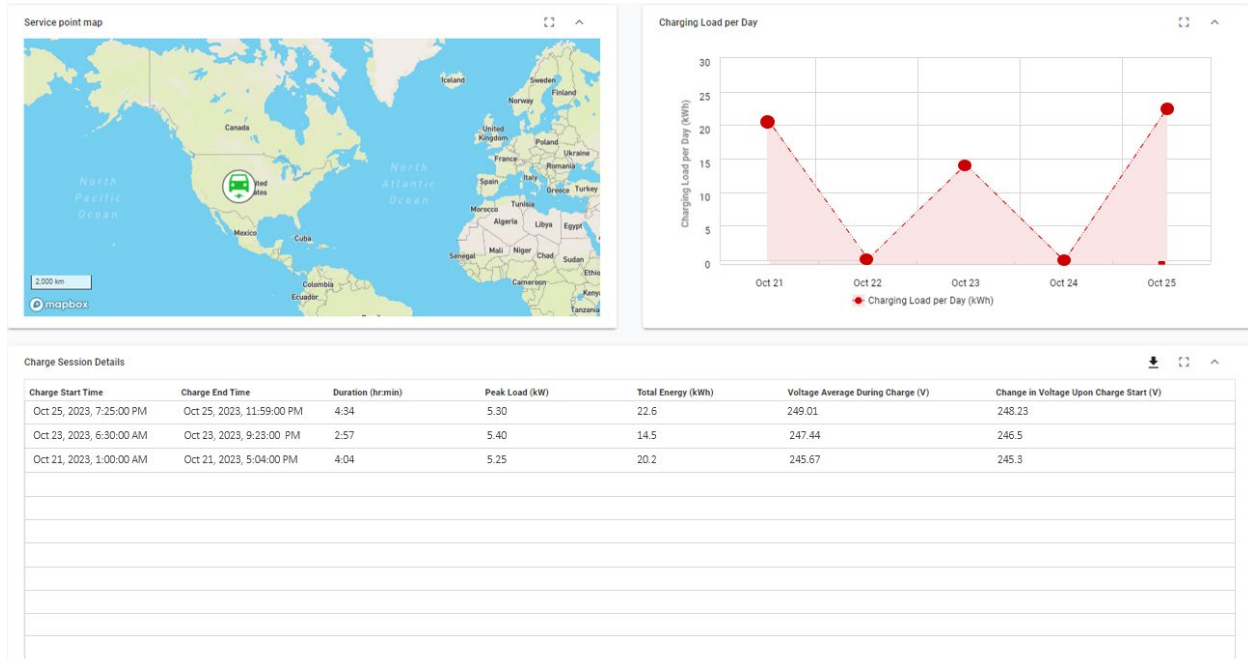 Service point map
Iceland
Sweden
Finland
Norway
Canada
United
Kingdom
Poland
Ukraine
France
Romania
North
Atlantic
Ocean
North
Pacific
Ocean
ited
ates
Spain
Italy
Greece Turkey
Morocco
Tunisia
Algeria
Libya
Egypt
Mexico
Cuba
Senegal
Mali
Niger
Chad
Sudan
Ethio
2,000 km
Colombia
Cameroon
Keny
Ecuador
Tanzania
mapbox
Charging Load per Day
Charging Load per Day (kWh)
30
25
20
15
10
5
0
Oct 21 Oct 22 Oct 23 Oct 24 Oct 25
Charging Load per Day (kWh)
Charge Session Details
Charge Start Time Charge End Time Duration (hr:min) Peak Load (kW) Total Energy (kWh) Voltage Average During Charge (V) Change in Voltage Upon Charge Start (V)
Oct 25, 2023, 7:25:00 PM Oct 25, 2023, 11:59:00 PM 4:34 5.30 22.6 249.01 248.23
Oct 23, 2023, 6:30:00 AM Oct 23, 2023, 9:23:00 PM 2:57 5.40 14.5 247.44 246.5
Oct 21, 2023, 1:00:00 AM Oct 21, 2023, 5:04:00 PM 4:04 5.25 20.2 245.67 245.3